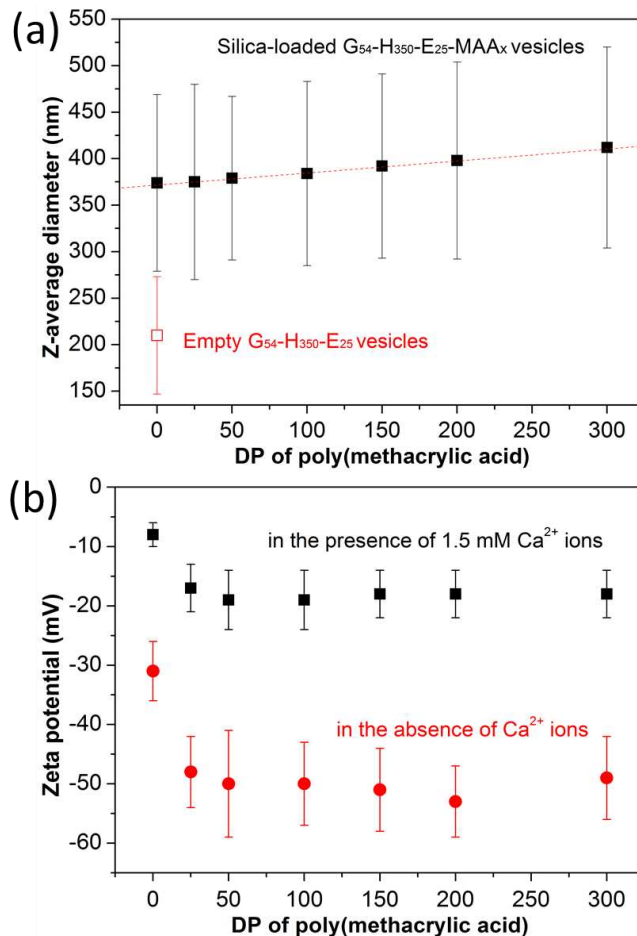 (a)
Silica-loaded G54-H350-E25-MAAx vesicles
Z-average diameter (nm)
550
500
450
400
350
300
250
200
150
Empty G54-H350-E25 vesicles
0 50 100 150 200 250 300
DP of poly(methacrylic acid)
(b)
Zeta potential (mV)
0
-10
-20
-30
-40
-50
-60
in the presence of 1.5 mM Ca²⁺ ions
in the absence of Ca²⁺ ions
0 50 100 150 200 250 300
DP of poly(methacrylic acid)